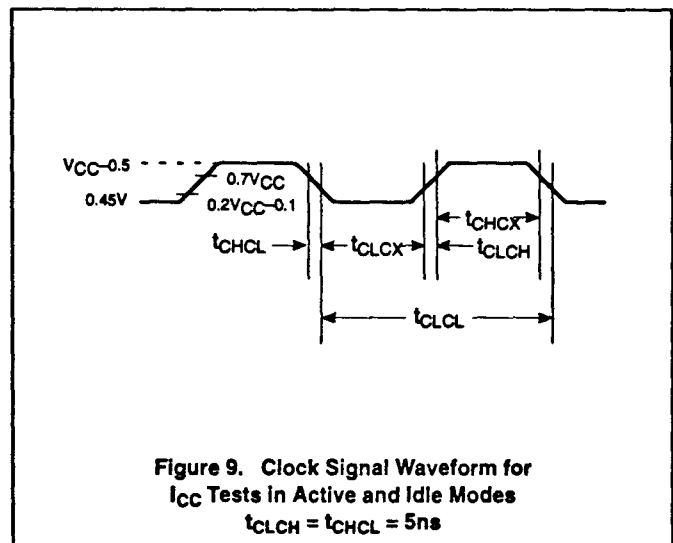 VCC–0.5
0.7VCC
0.45V
0.2VCC–0.1
tCHCX
tCHCL
tCLCX
tCLCH
tCLCL
Figure 9. Clock Signal Waveform for
ICC Tests in Active and Idle Modes
tCLCH = tCHCL = 5ns